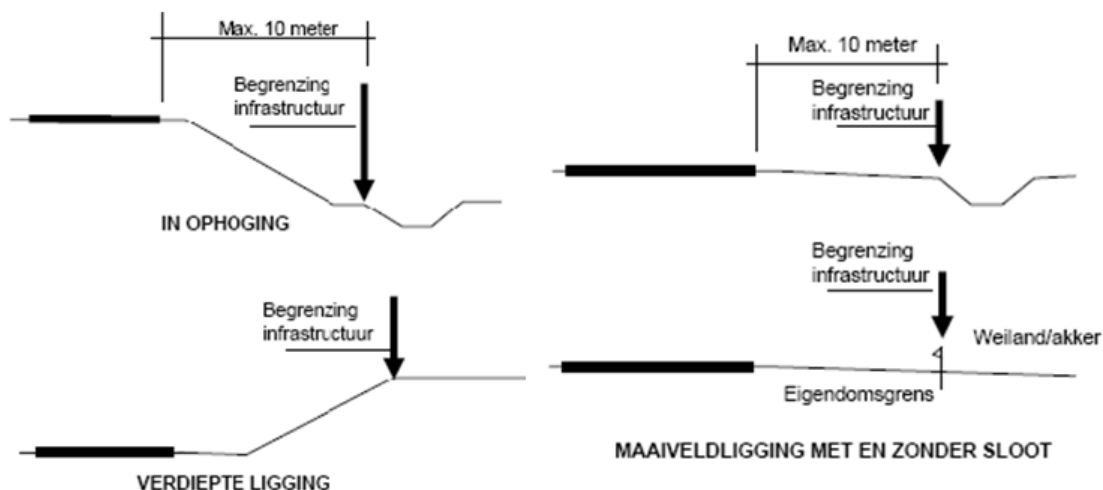 Max. 10 meter
Begrenzing
infrastructuur
IN OPHOGING
Begrenzing
infrastructuur
VERDIEPTE LIGGING
Max. 10 meter
Begrenzing
infrastructuur
Begrenzing
infrastructuur
Weiland/akker
Eigendomsgrens
MAAIVELDLIGGING MET EN ZONDER SLOOT